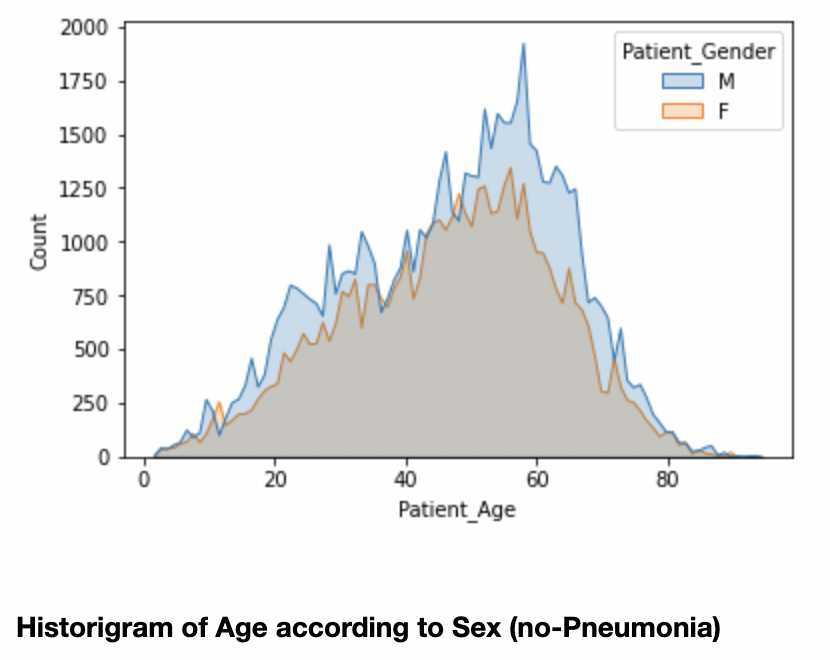 2000
1750
1500
1250
1000
750
500
250
0
Count
Patient_Gender
M
F
0 20 40 60 80
Patient_Age
Historigram of Age according to Sex (no-Pneumonia)